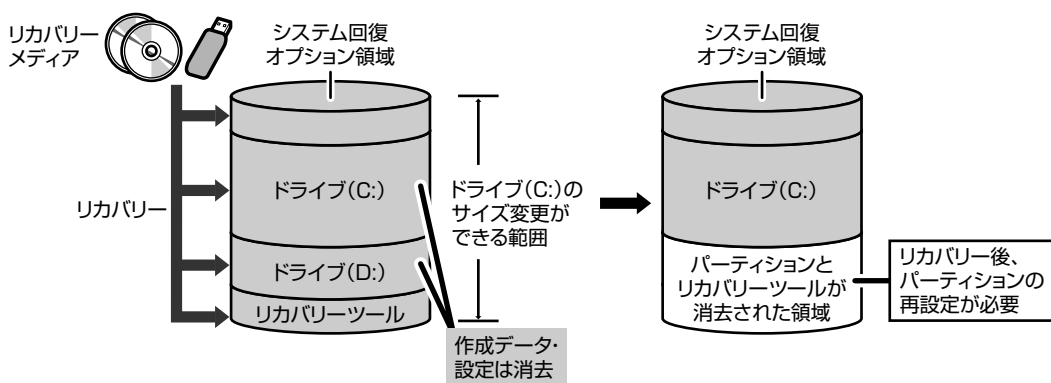 リカバリー
メディア
システム回復
オプション領域
リカバリー
ドライブ(C:)
ドライブ(D:)
リカバリーツール
ドライブ(C:)の
サイズ変更が
できる範囲
作成データ・
設定は消去
システム回復
オプション領域
ドライブ(C:)
パーティションと
リカバリーツールが
消去された領域
リカバリー後、
パーティションの
再設定が必要